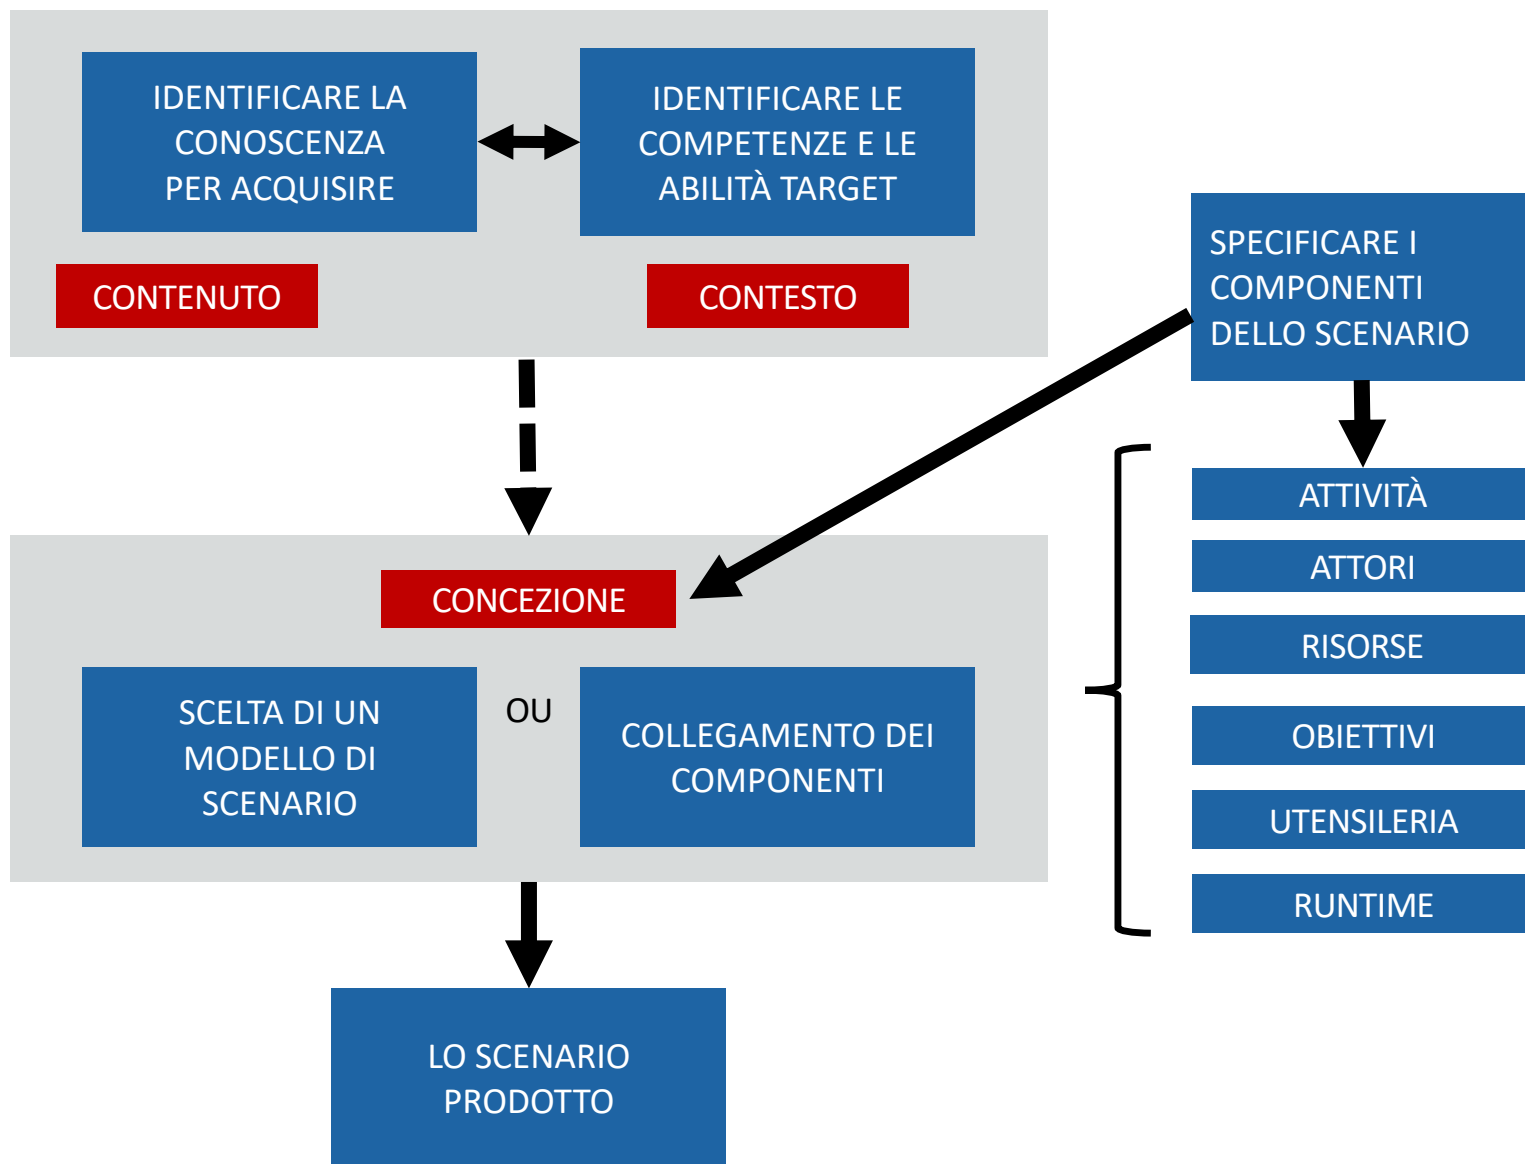 IDENTIFICARE LA
CONOSCENZA
PER ACQUISIRE
IDENTIFICARE LE
COMPETENZE E LE
ABILITÀ TARGET
CONTENUTO
CONTESTO
SPECIFICARE I
COMPONENTI
DELLO SCENARIO
ATTIVITÀ
ATTORI
RISORSE
OBIETTIVI
UTENSILERIA
RUNTIME
CONCEZIONE
SCELTA DI UN
MODELLO DI
SCENARIO
OU
COLLEGAMENTO DEI
COMPONENTI
LO SCENARIO
PRODOTTO